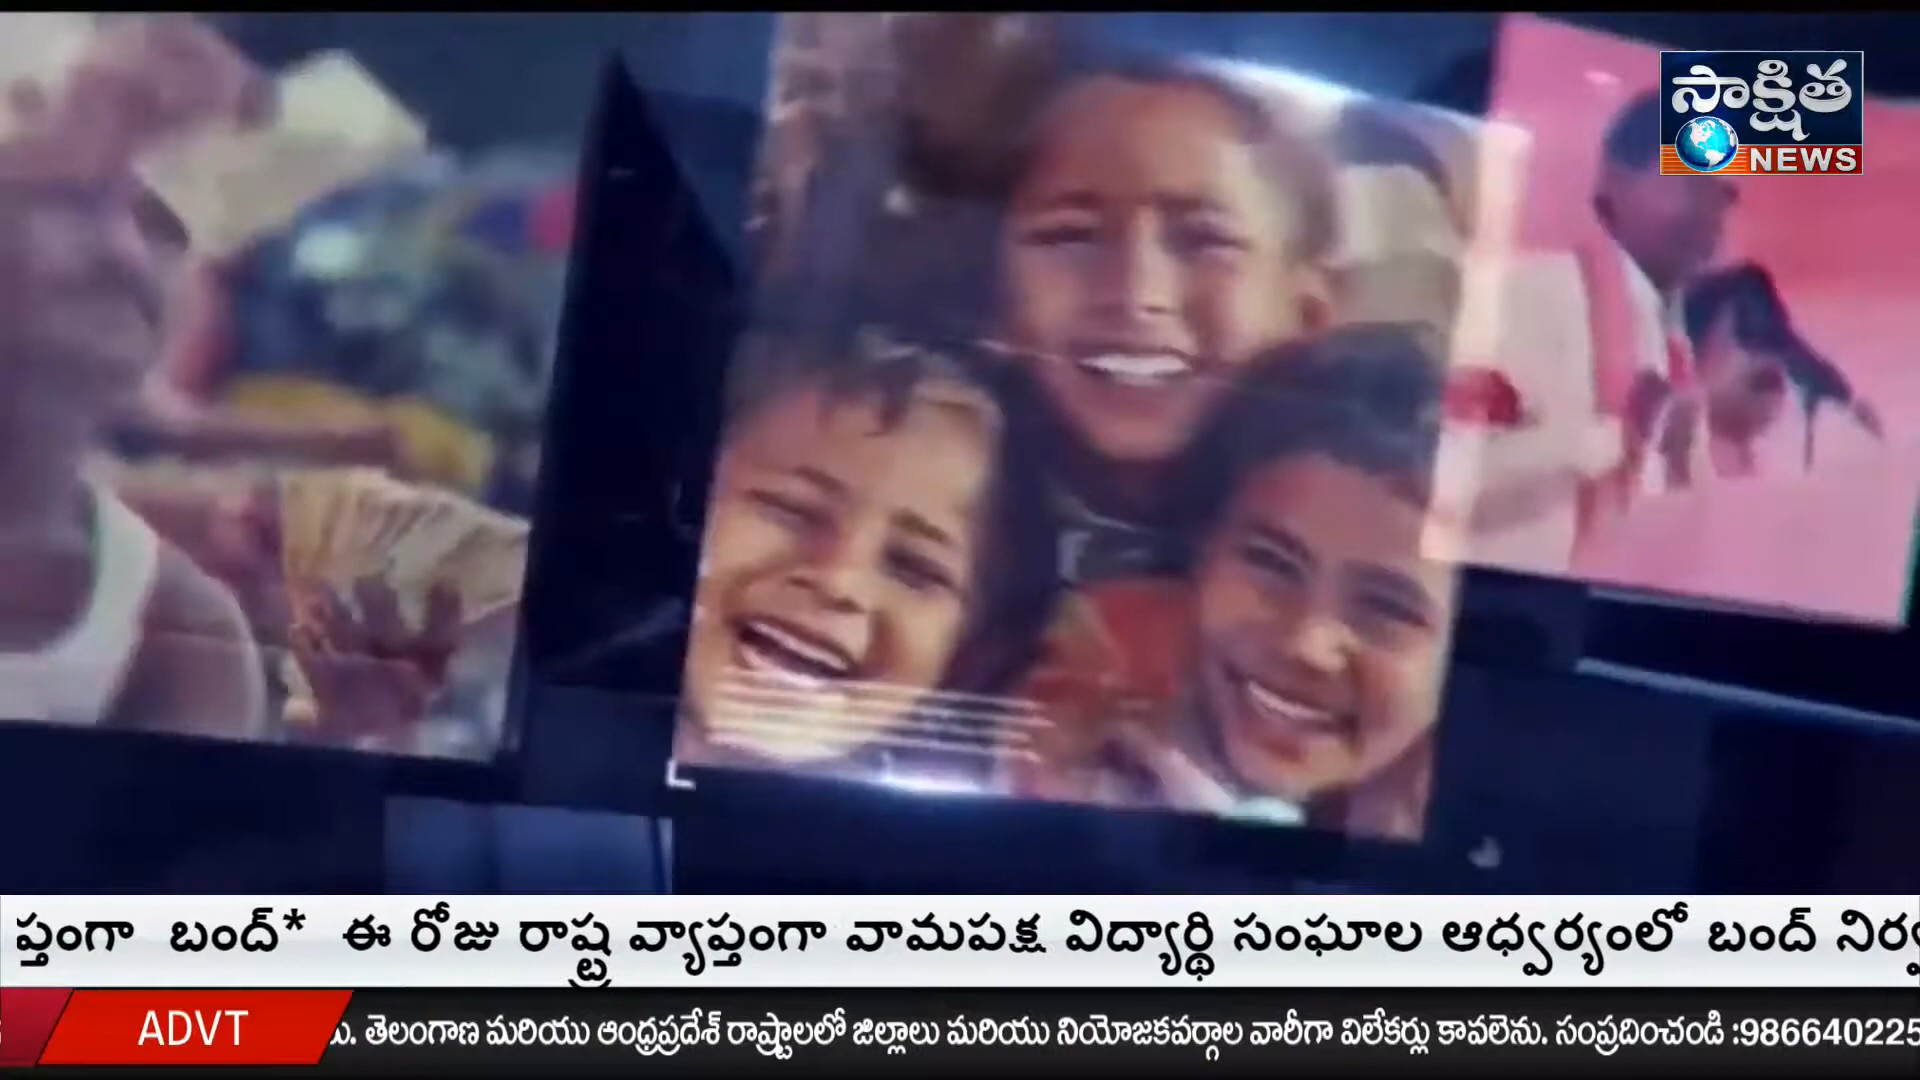 సాక్షిత
NEWS
ప్తంగా బంద్* ఈ రోజు రాష్ట్ర వ్యాప్తంగా వామపక్ష విద్యార్థి సంఘాల ఆధ్వర్యంలో బంద్ నిర్వ
ADVT
తెలంగాణ మరియు ఆంధ్రప్రదేశ్ రాష్ట్రాలలో జిల్లాలు మరియు నియోజకవర్గాల వారీగా విలేకర్లు కావలెను. సంప్రదించండి :986640225